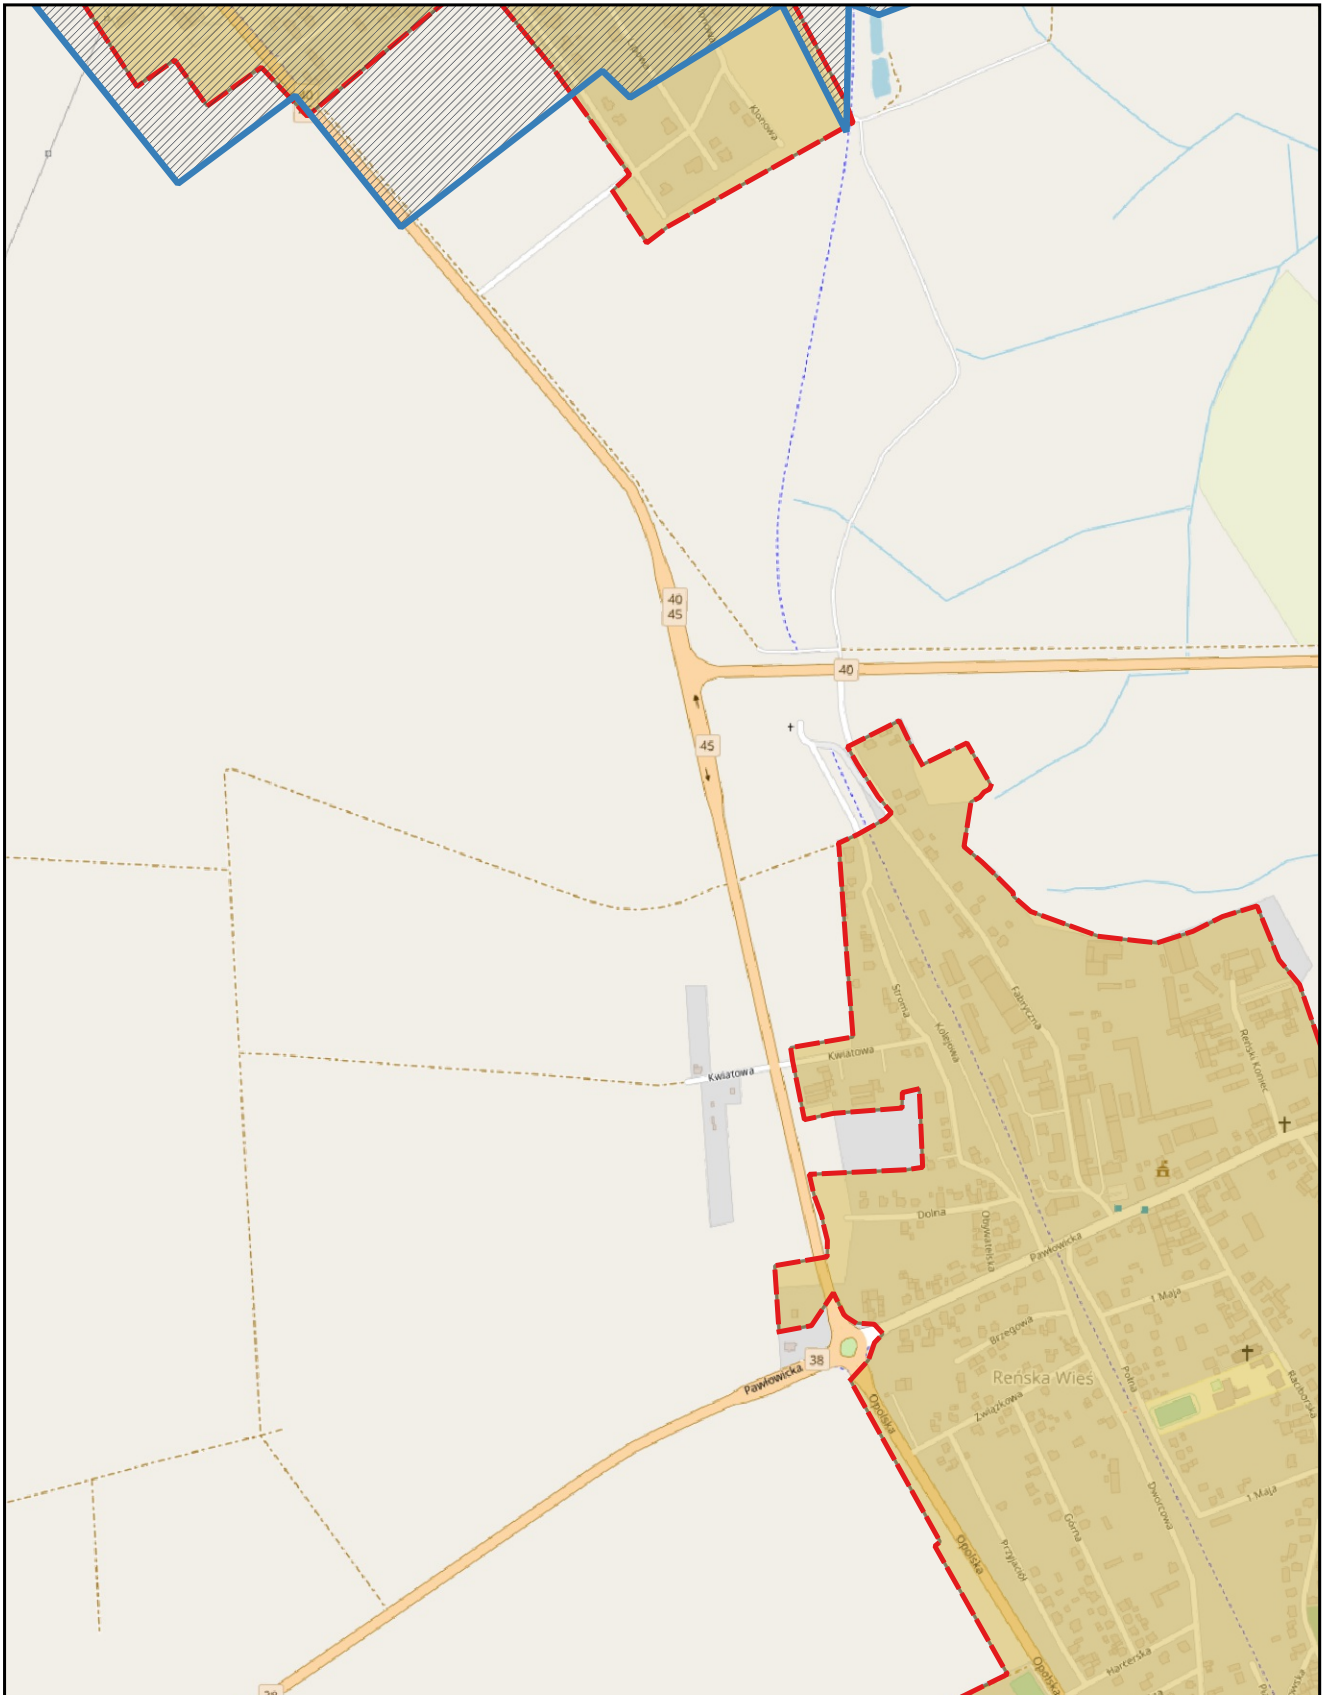 Klonowa
40
45
40
45
Stroma
Kolejowa
Fabryczna
Reński Koniec
Kwiatowa
Kwiatowa
Dolna
Obywatelska
Pawłowicka
1 Maja
Brzegowa
38
Pawłowicka
Reńska Wieś
Polna
Raciborska
Opolska
Związkowa
1 Maja
Dworcowa
Górna
Opolska
Przyjaciół
Harcerska
Opolska
38